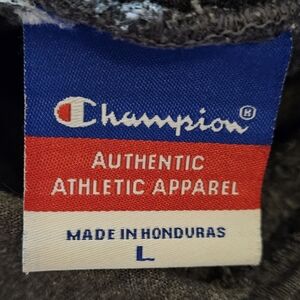 Champion®
AUTHENTIC
ATHLETIC APPAREL
MADE IN HONDURAS
L